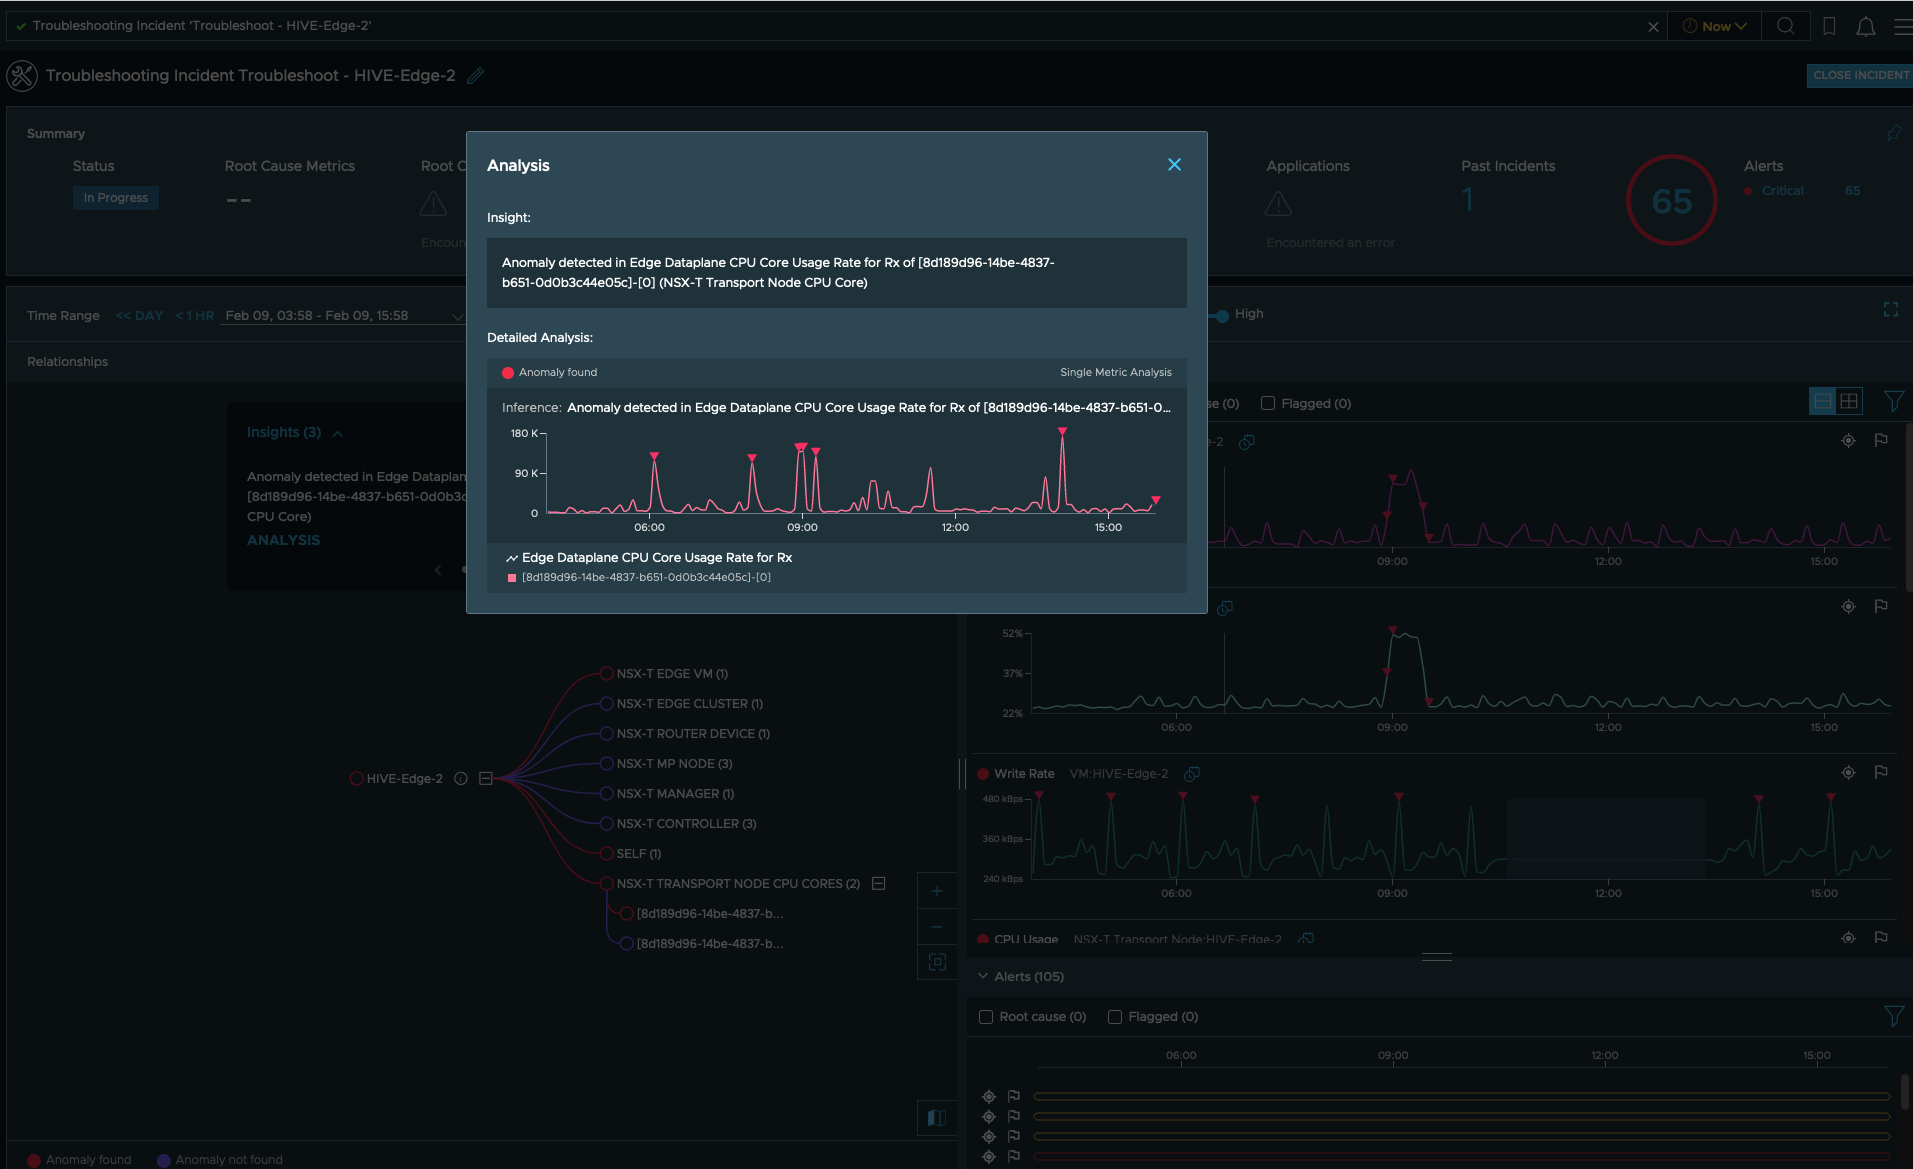 Troubleshooting Incident 'Troubleshoot - HIVE-Edge-2'
Now
Troubleshooting Incident Troubleshoot - HIVE-Edge-2
CLOSE INCIDENT
Summary
Status
Root Cause Metrics
Root C
Applications
Past Incidents
Alerts
In Progress
--
1
65
Critical
65
Encoun
Encountered an error
Analysis
Insight:
Anomaly detected in Edge Dataplane CPU Core Usage Rate for Rx of [8d189d96-14be-4837-
b651-0d0b3c44e05c]-[0] (NSX-T Transport Node CPU Core)
Detailed Analysis:
Anomaly found
Single Metric Analysis
Inference: Anomaly detected in Edge Dataplane CPU Core Usage Rate for Rx of [8d189d96-14be-4837-b651-0...
180 K
90 K
0
06:00
09:00
12:00
15:00
Edge Dataplane CPU Core Usage Rate for Rx
[8d189d96-14be-4837-b651-0d0b3c44e05c]-[0]
Time Range
<< DAY
< 1 HR
Feb 09, 03:58 - Feb 09, 15:58
High
Relationships
Insights (3)
Anomaly detected in Edge Dataplan
[8d189d96-14be-4837-b651-0d0b3c
CPU Core)
ANALYSIS
HIVE-Edge-2
NSX-T EDGE VM (1)
NSX-T EDGE CLUSTER (1)
NSX-T ROUTER DEVICE (1)
NSX-T MP NODE (3)
NSX-T MANAGER (1)
NSX-T CONTROLLER (3)
SELF (1)
NSX-T TRANSPORT NODE CPU CORES (2)
[8d189d96-14be-4837-b...
[8d189d96-14be-4837-b...
Anomaly found
Anomaly not found
se (0)
Flagged (0)
-2
09:00
12:00
15:00
52%
37%
22%
06:00
09:00
12:00
15:00
Write Rate
VM:HIVE-Edge-2
480 kBps
360 kBps
240 kBps
06:00
09:00
12:00
15:00
CPU Usage
NSX-T Transport Node:HIVE-Edge-2
Alerts (105)
Root cause (0)
Flagged (0)
06:00
09:00
12:00
15:00